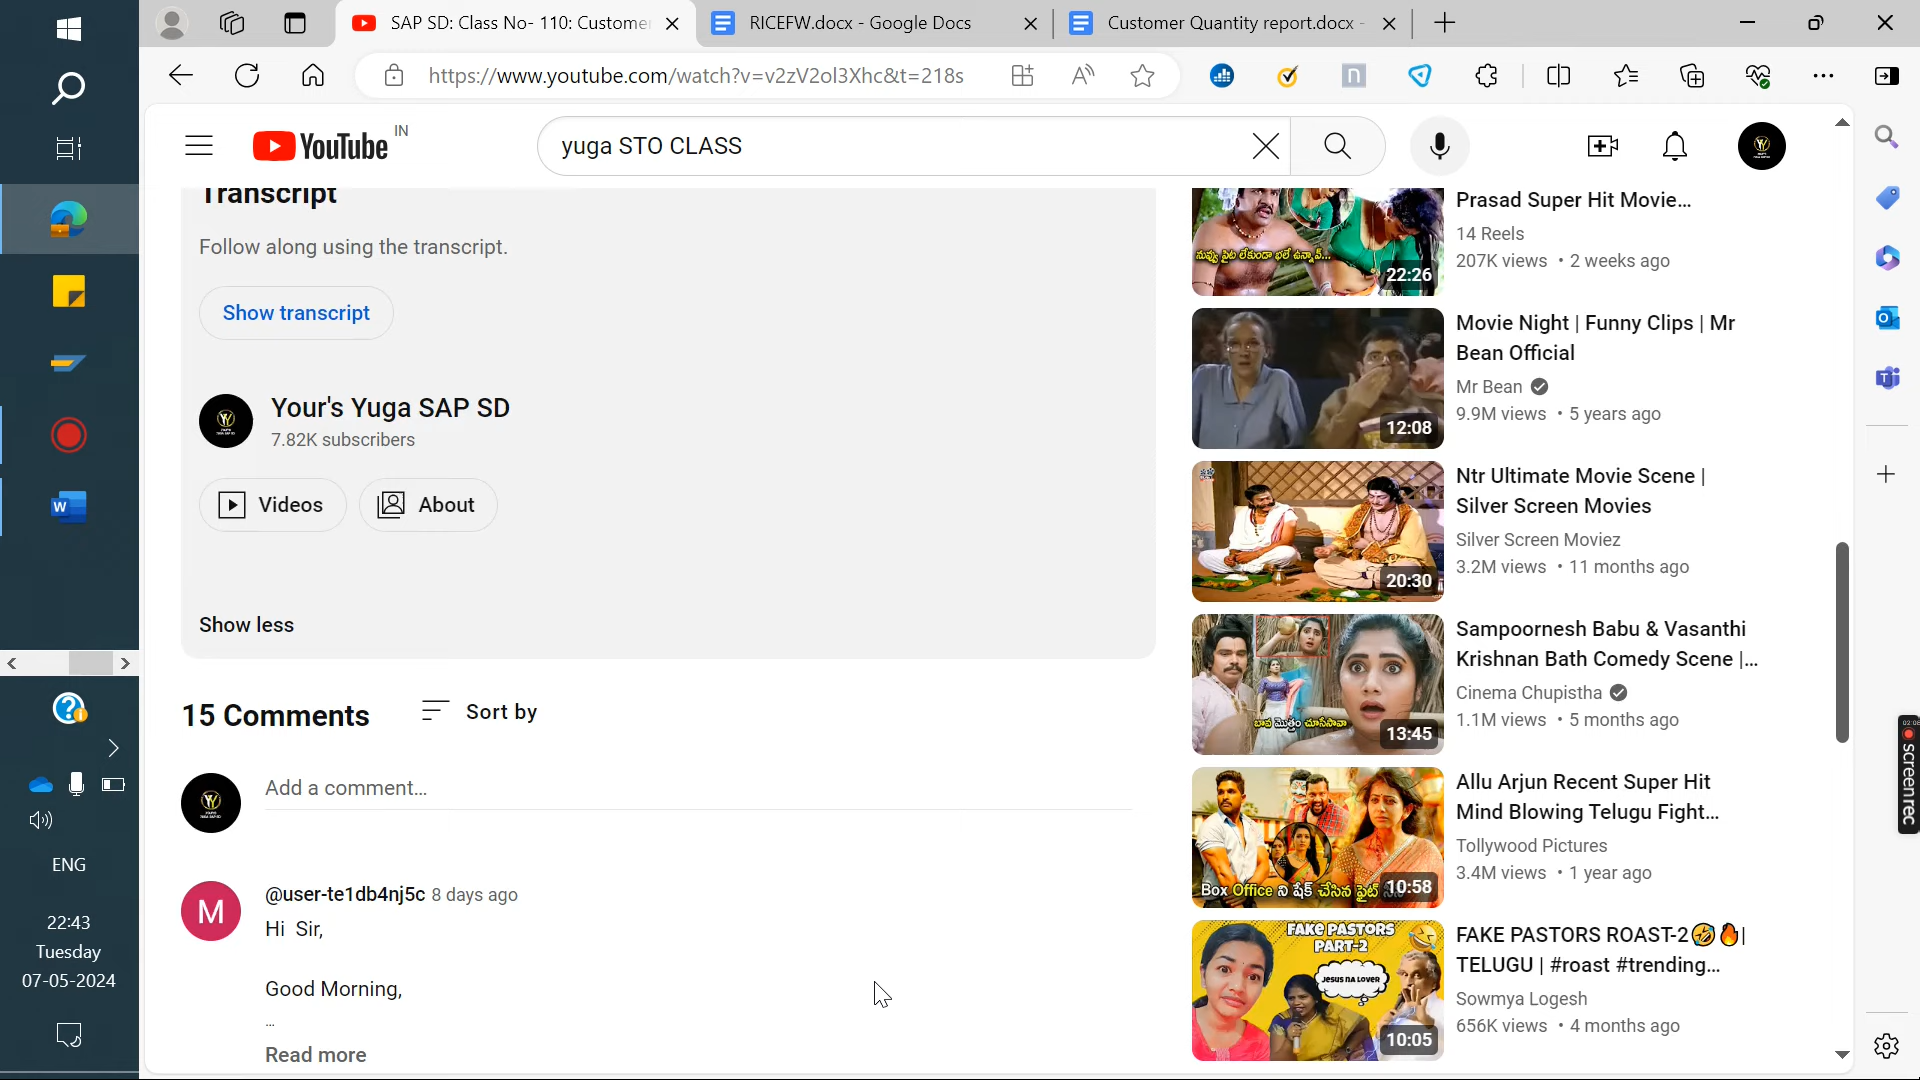 SAP SD: Class No- 110: Custome
RICEFW.docx - Google Docs
Customer Quantity report.docx -
https://www.youtube.com/watch?v=v2zV2ol3Xhc&t=218s
YouTube
IN
yuga STO CLASS
Transcript
Follow along using the transcript.
Show transcript
Your's Yuga SAP SD
7.82K subscribers
Videos
About
Show less
15 Comments
Sort by
Add a comment...
M
@user-te1db4nj5c 8 days ago
Hi Sir,
Good Morning,
...
Read more
22:26
Prasad Super Hit Movie...
14 Reels
207K views • 2 weeks ago
12:08
Movie Night | Funny Clips | Mr
Bean Official
Mr Bean
9.9M views • 5 years ago
20:30
Ntr Ultimate Movie Scene |
Silver Screen Movies
Silver Screen Moviez
3.2M views • 11 months ago
13:45
Sampoornesh Babu & Vasanthi
Krishnan Bath Comedy Scene |...
Cinema Chupistha
1.1M views • 5 months ago
Box Office ని షేక్ చేసిన ఫైట్
10:58
Allu Arjun Recent Super Hit
Mind Blowing Telugu Fight...
Tollywood Pictures
3.4M views • 1 year ago
FAKE PASTORS ROAST
PART-2
JESUS NA LOVER
10:05
FAKE PASTORS ROAST-2🤣🔥|
TELUGU | #roast #trending...
Sowmya Logesh
656K views • 4 months ago
ENG
22:43
Tuesday
07-05-2024
screenrec